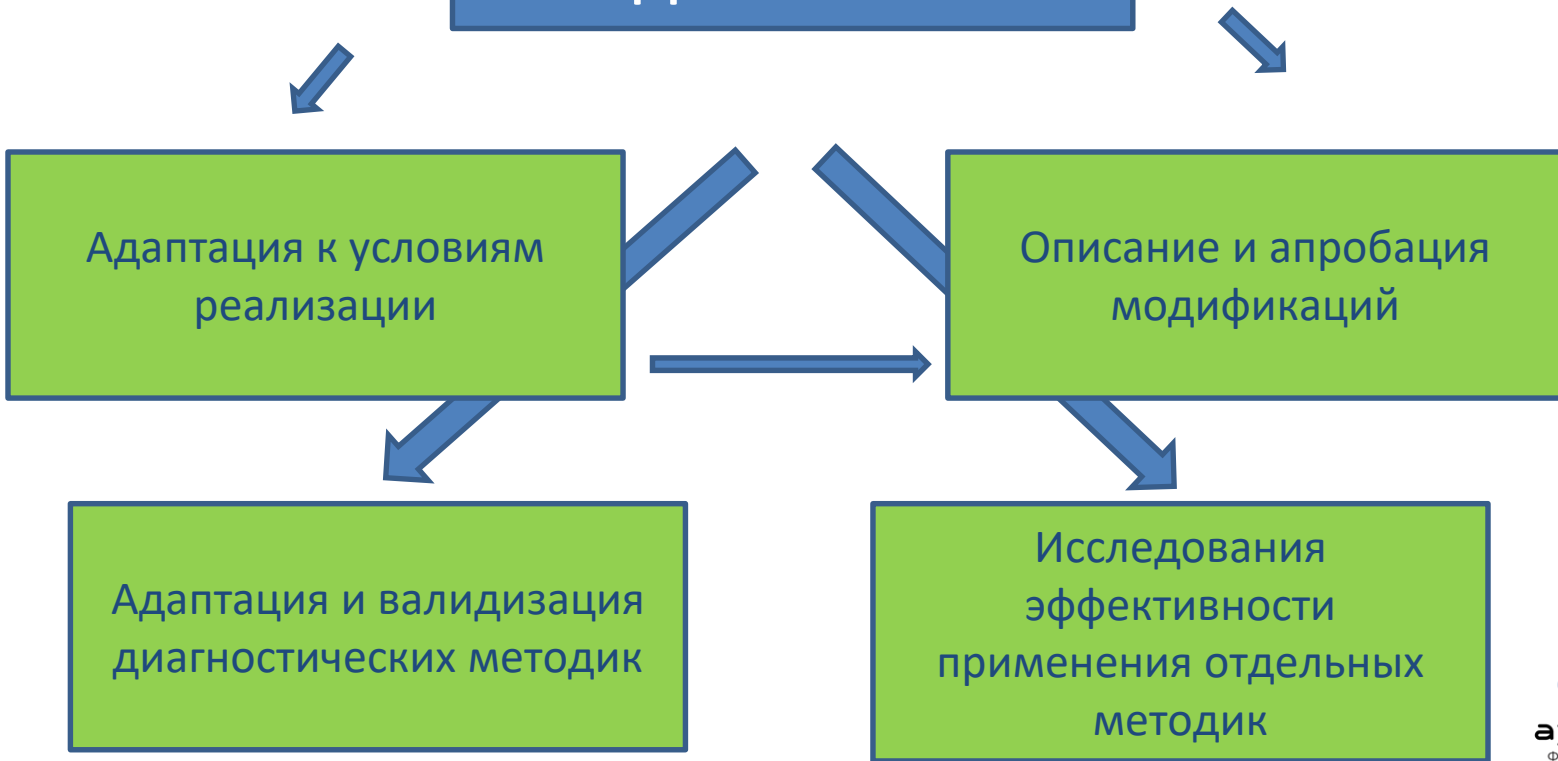 Адаптация к условиям
реализации
Описание и апробация
модификаций
Адаптация и валидизация
диагностических методик
Исследования
эффективности
применения отдельных
методик